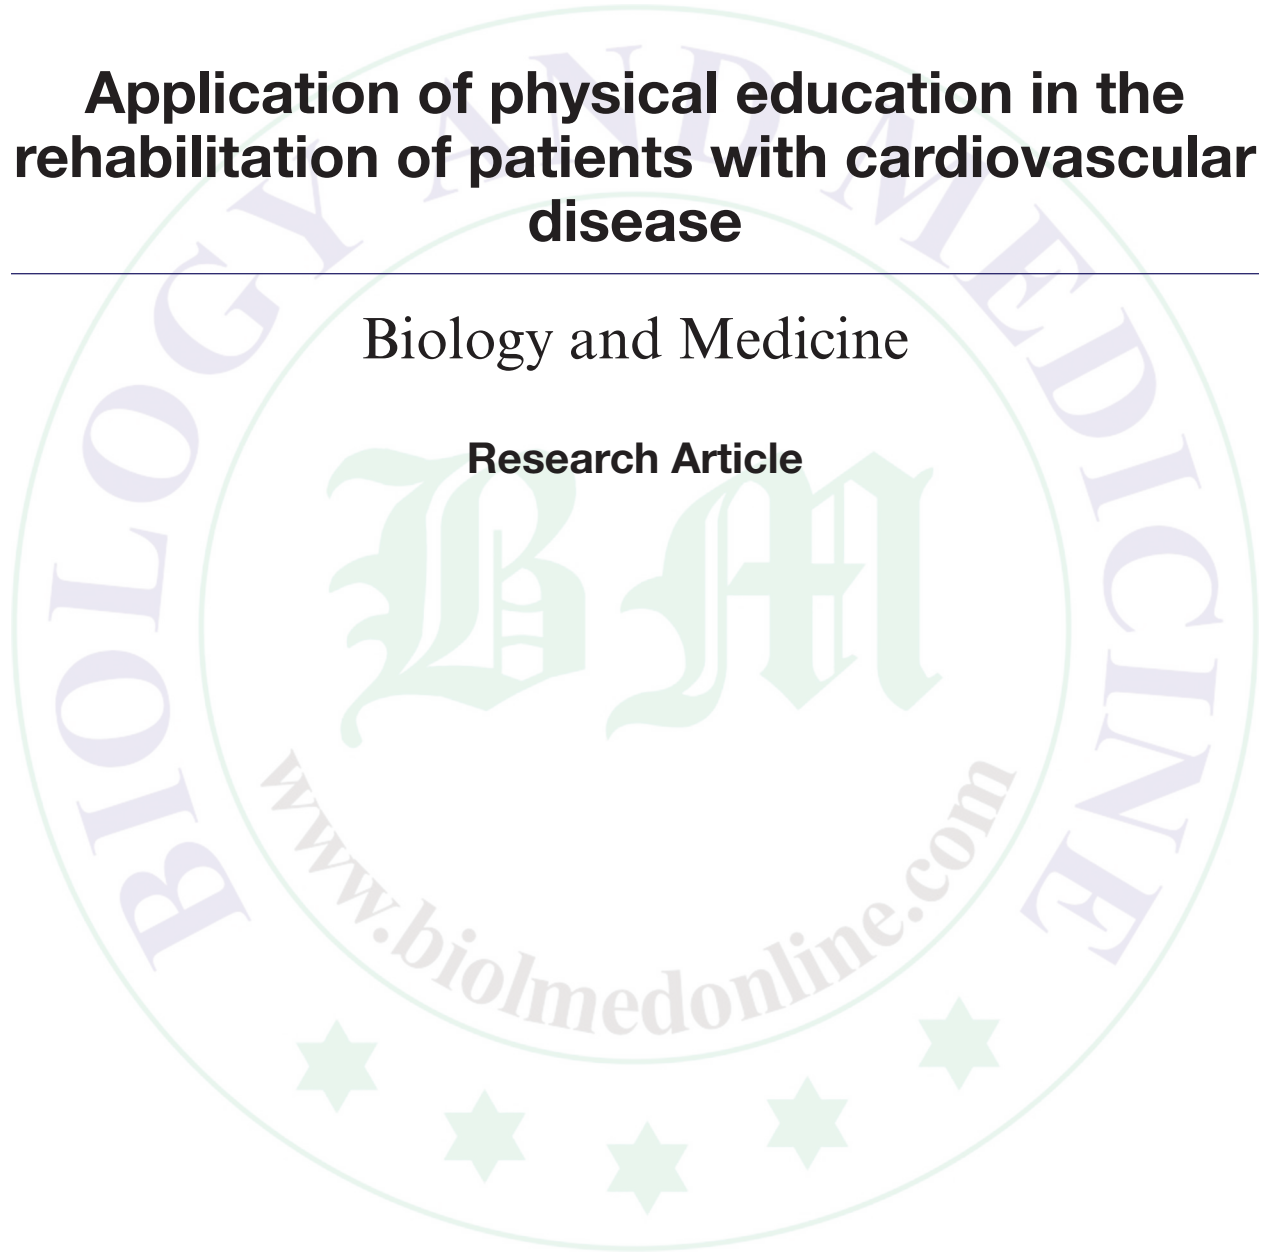 Application of physical education in the
rehabilitation of patients with cardiovascular
disease
Biology and Medicine
Research Article
BIOLOGY AND MEDICINE
BM
www.biolmedonline.com